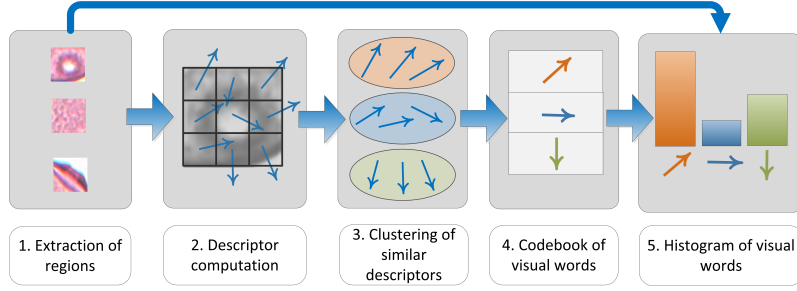 1. Extraction of
regions
2. Descriptor
computation
3. Clustering of
similar
descriptors
4. Codebook of
visual words
5. Histogram of visual
words